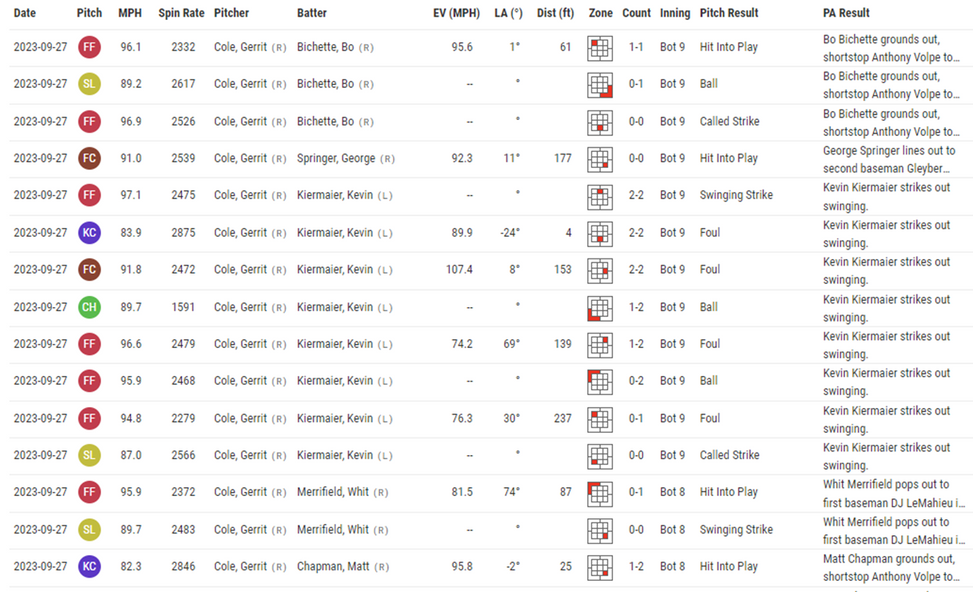 Date Pitch MPH Spin Rate Pitcher Batter EV (MPH) LA (°) Dist (ft) Zone Count Inning Pitch Result PA Result
2023-09-27 FF 96.1 2332 Cole, Gerrit (R) Bichette, Bo (R) 95.6 1° 61 1-1 Bot 9 Hit Into Play Bo Bichette grounds out,
shortstop Anthony Volpe to...
2023-09-27 SL 89.2 2617 Cole, Gerrit (R) Bichette, Bo (R) -- ° 0-1 Bot 9 Ball Bo Bichette grounds out,
shortstop Anthony Volpe to...
2023-09-27 FF 96.9 2526 Cole, Gerrit (R) Bichette, Bo (R) -- ° 0-0 Bot 9 Called Strike Bo Bichette grounds out,
shortstop Anthony Volpe to...
2023-09-27 FC 91.0 2539 Cole, Gerrit (R) Springer, George (R) 92.3 11° 177 0-0 Bot 9 Hit Into Play George Springer lines out to
second baseman Gleyber...
2023-09-27 FF 97.1 2475 Cole, Gerrit (R) Kiermaier, Kevin (L) -- ° 2-2 Bot 9 Swinging Strike Kevin Kiermaier strikes out
swinging.
2023-09-27 KC 83.9 2875 Cole, Gerrit (R) Kiermaier, Kevin (L) 89.9 -24° 4 2-2 Bot 9 Foul Kevin Kiermaier strikes out
swinging.
2023-09-27 FC 91.8 2472 Cole, Gerrit (R) Kiermaier, Kevin (L) 107.4 8° 153 2-2 Bot 9 Foul Kevin Kiermaier strikes out
swinging.
2023-09-27 CH 89.7 1591 Cole, Gerrit (R) Kiermaier, Kevin (L) -- ° 1-2 Bot 9 Ball Kevin Kiermaier strikes out
swinging.
2023-09-27 FF 96.6 2479 Cole, Gerrit (R) Kiermaier, Kevin (L) 74.2 69° 139 1-2 Bot 9 Foul Kevin Kiermaier strikes out
swinging.
2023-09-27 FF 95.9 2468 Cole, Gerrit (R) Kiermaier, Kevin (L) -- ° 0-2 Bot 9 Ball Kevin Kiermaier strikes out
swinging.
2023-09-27 FF 94.8 2279 Cole, Gerrit (R) Kiermaier, Kevin (L) 76.3 30° 237 0-1 Bot 9 Foul Kevin Kiermaier strikes out
swinging.
2023-09-27 SL 87.0 2566 Cole, Gerrit (R) Kiermaier, Kevin (L) -- ° 0-0 Bot 9 Called Strike Kevin Kiermaier strikes out
swinging.
2023-09-27 FF 95.9 2372 Cole, Gerrit (R) Merrifield, Whit (R) 81.5 74° 87 0-1 Bot 8 Hit Into Play Whit Merrifield pops out to
first baseman DJ LeMahieu i...
2023-09-27 SL 89.7 2483 Cole, Gerrit (R) Merrifield, Whit (R) -- ° 0-0 Bot 8 Swinging Strike Whit Merrifield pops out to
first baseman DJ LeMahieu i...
2023-09-27 KC 82.3 2846 Cole, Gerrit (R) Chapman, Matt (R) 95.8 -2° 25 1-2 Bot 8 Hit Into Play Matt Chapman grounds out,
shortstop Anthony Volpe to...